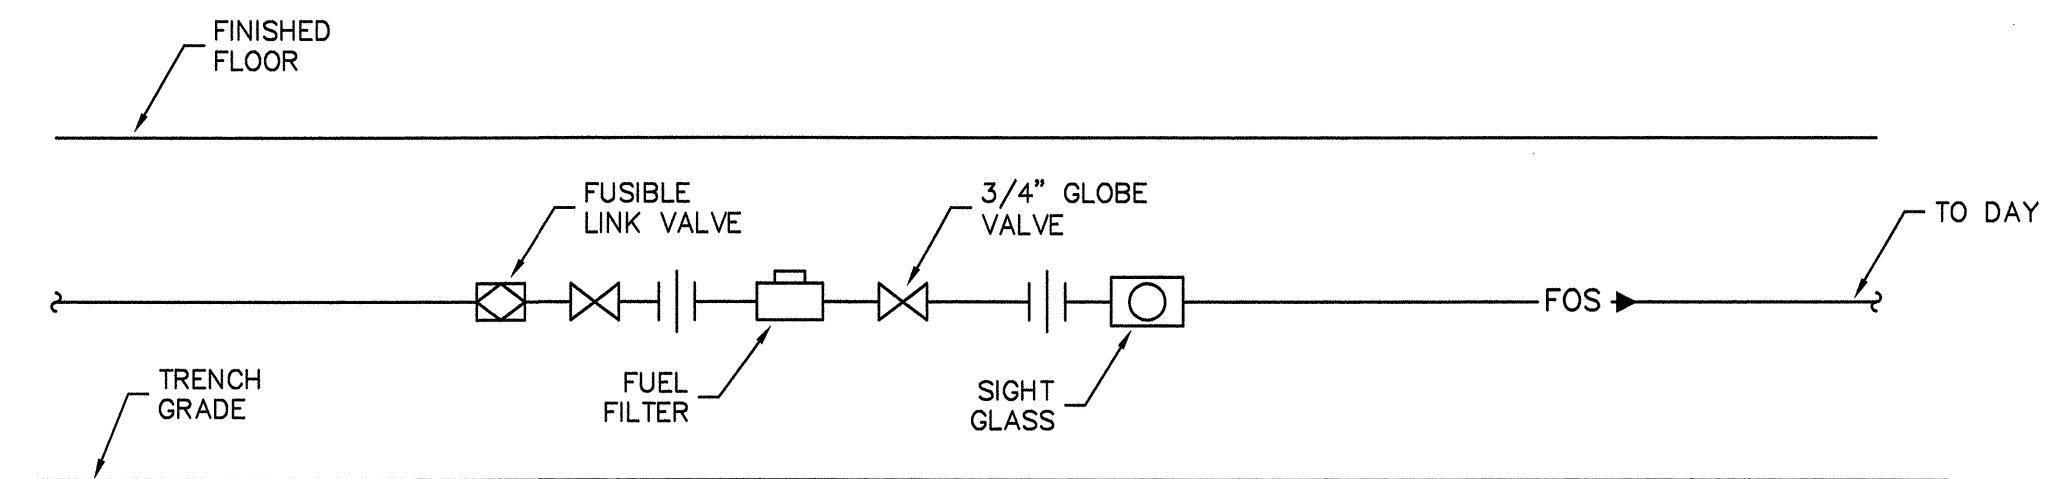 FINISHED
FLOOR
FUSIBLE
LINK VALVE
3/4" GLOBE
VALVE
TO DAY
FOS
TRENCH
GRADE
FUEL
FILTER
SIGHT
GLASS